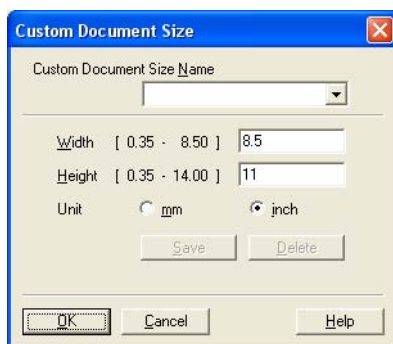 Custom Document Size
Custom Document Size Name
Width [ 0.35 - 8.50 ] 8.5
Height [ 0.35 - 14.00 ] 11
Unit mm inch
Save Delete
OK Cancel Help